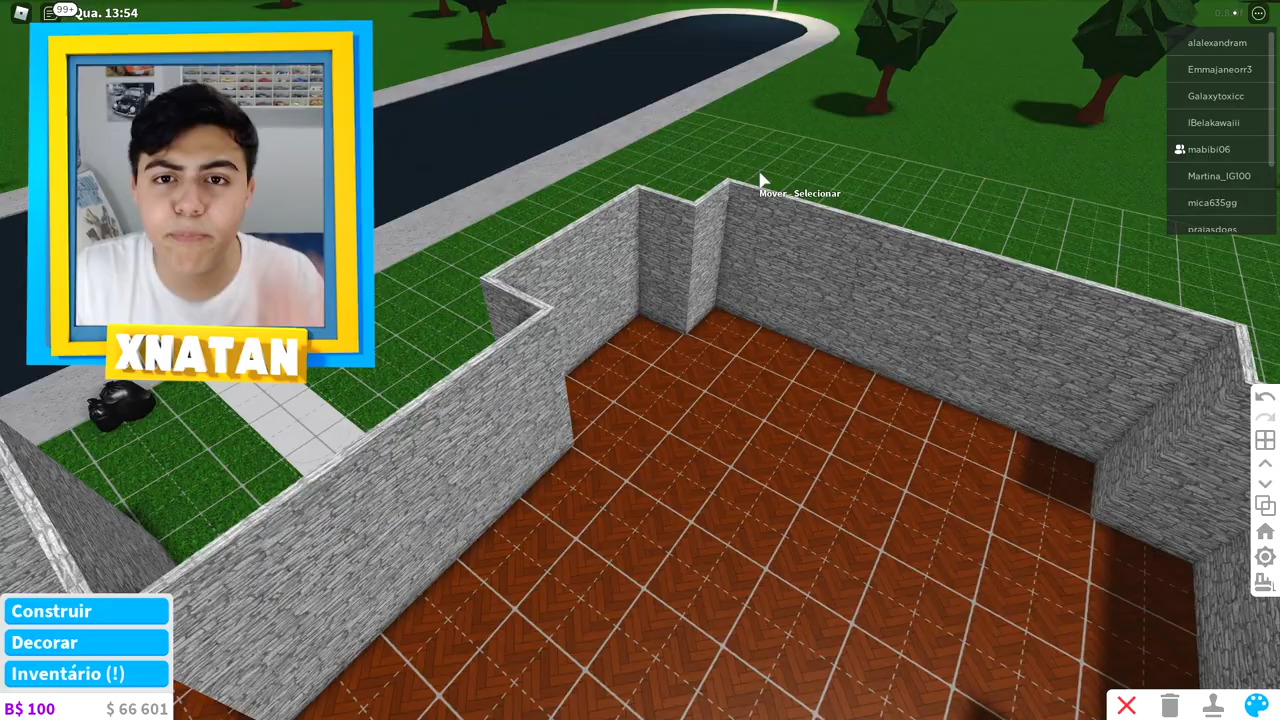 99+
Qua. 13:54
XNATAN
Mover
Selecionar
alalexandram
Emmajaneorr3
Galaxytoxicc
IBelakawaiii
mabibi06
Martina_IG100
mica635gg
prajasdoes
Construir
Decorar
Inventário (!)
B$ 100
$ 66 601